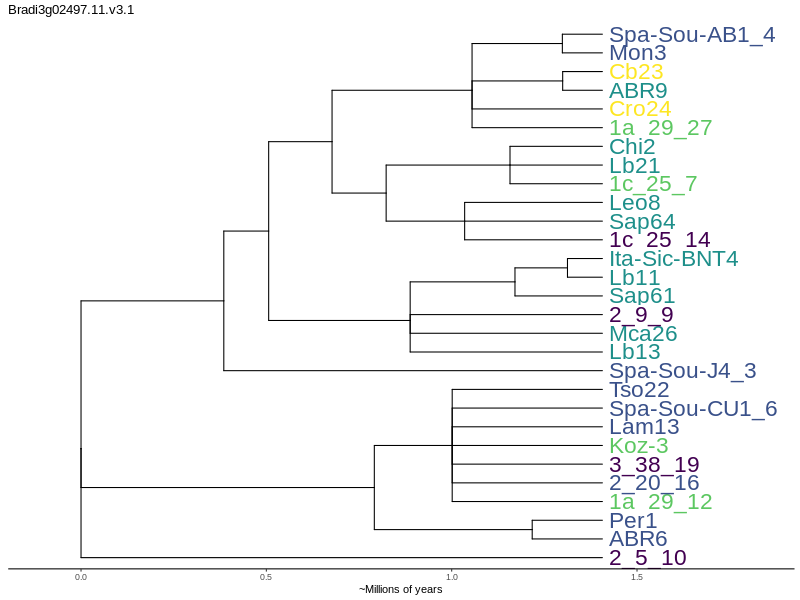 Bradi3g02497.11.v3.1
Spa-Sou-AB1_4
Mon3
Cb23
ABR9
Cro24
1a_29_27
Chi2
Lb21
1c_25_7
Leo8
Sap64
1c_25_14
Ita-Sic-BNT4
Lb11
Sap61
2_9_9
Mca26
Lb13
Spa-Sou-J4_3
Tso22
Spa-Sou-CU1_6
Lam13
Koz-3
3_38_19
2_20_16
1a_29_12
Per1
ABR6
2_5_10
0.0 0.5 1.0 1.5
~Millions of years